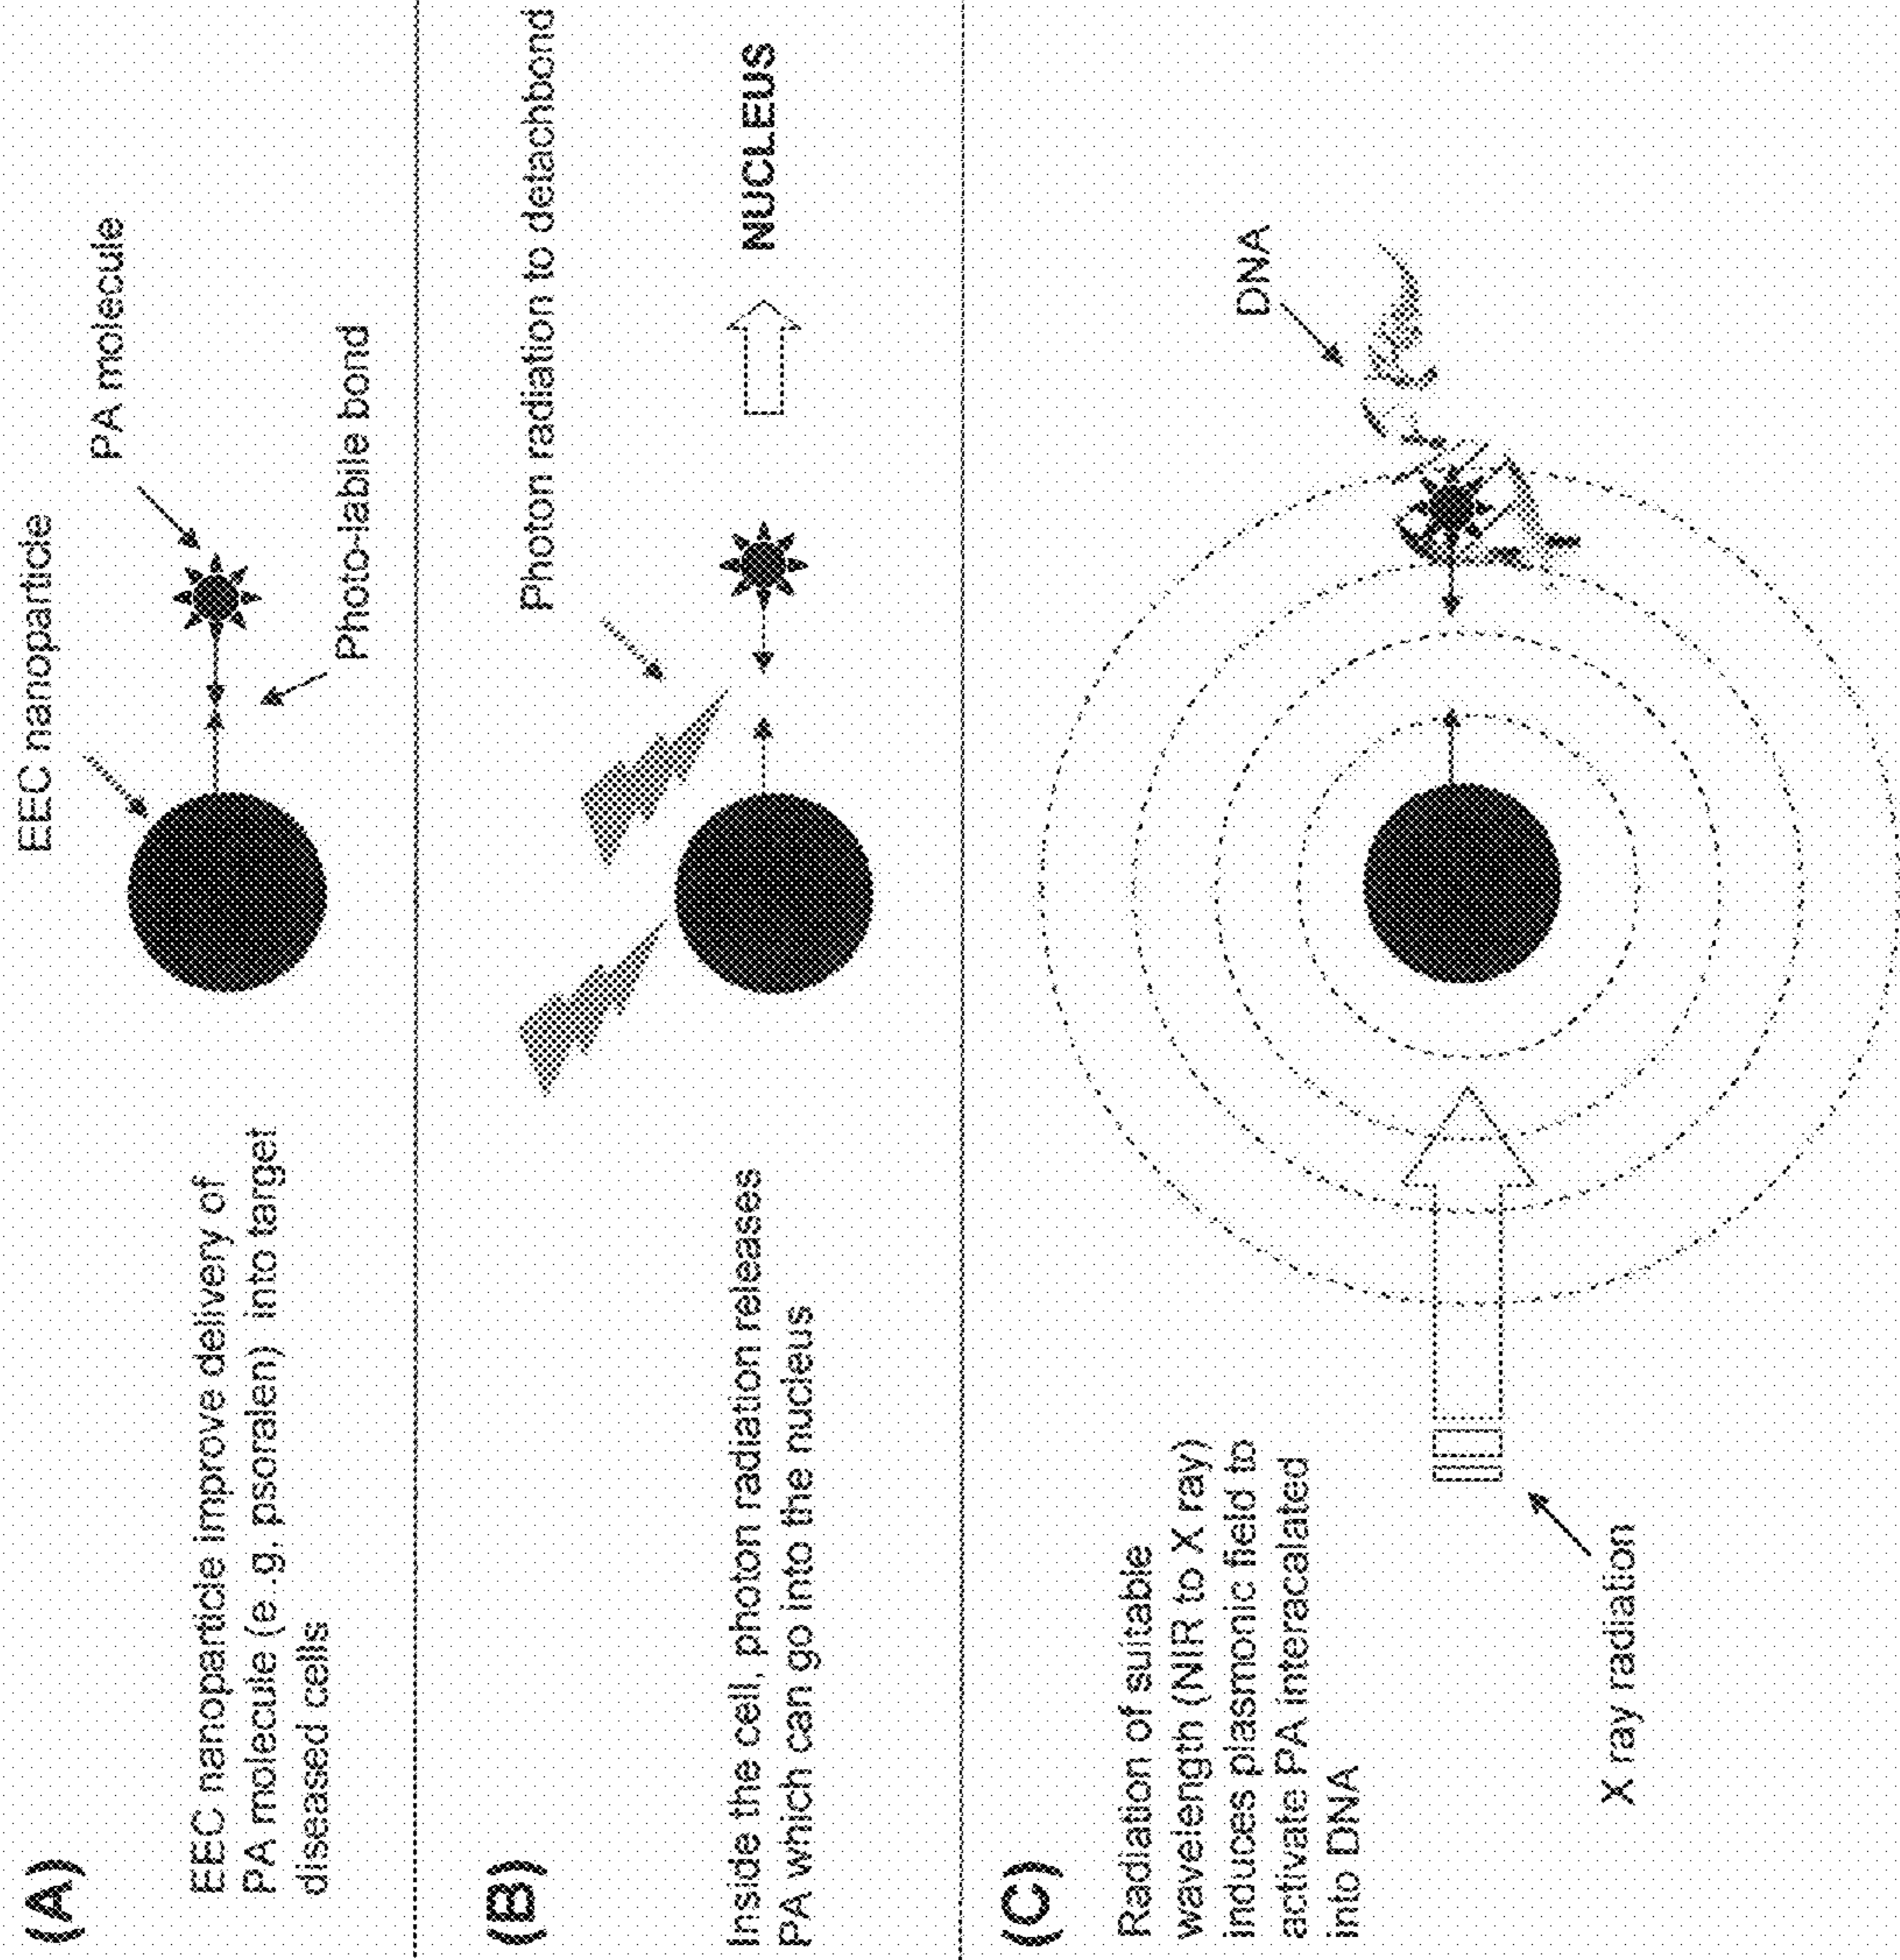 (A)
EEC nanoparticle
PA molecule
Photo-labile bond
EEC nanoparticle improve delivery of
PA molecule (e.g, psoralen) into target
diseased cells
(B)
Photon radiation to detachbond
NUCLEUS
Inside the cell, photon radiation releases
PA which can go into the nucleus
(C)
Radiation of suitable
wavelength (NIR to X ray)
induces plasmonic field to
activate PA interacalated
into DNA
DNA
X ray radiation